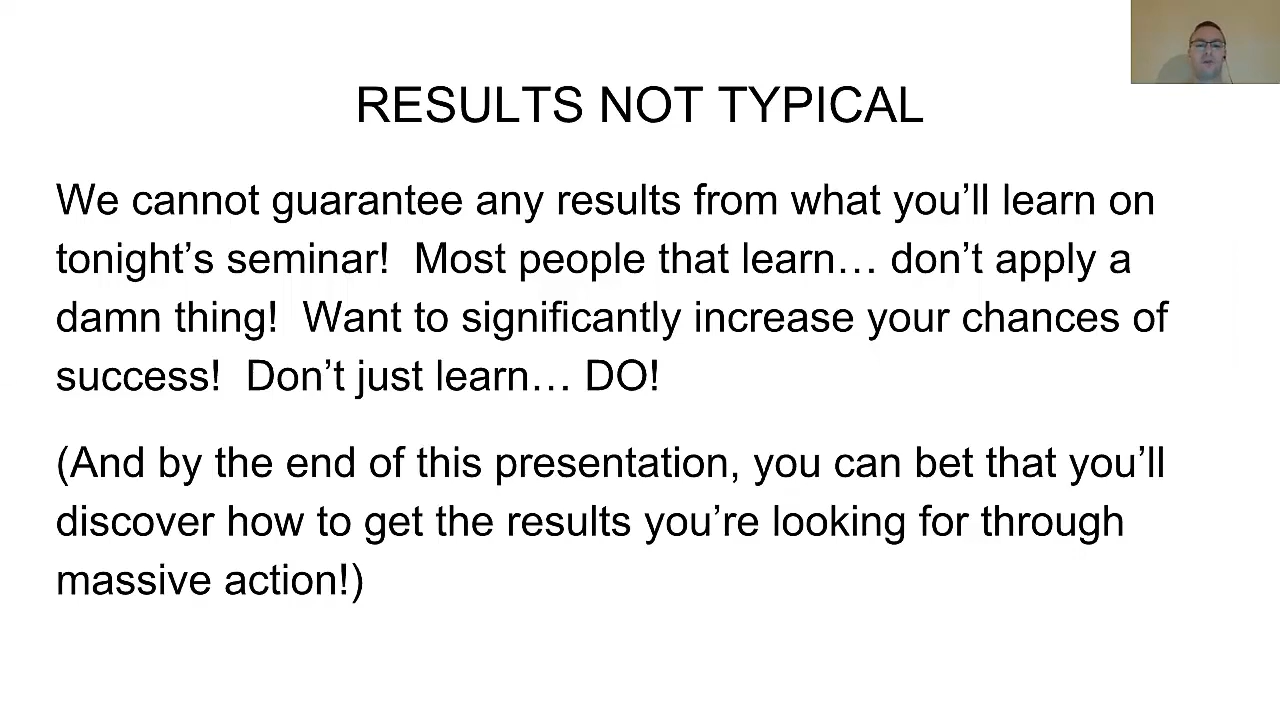 RESULTS NOT TYPICAL
We cannot guarantee any results from what you’ll learn on
tonight’s seminar!  Most people that learn… don’t apply a
damn thing!  Want to significantly increase your chances of
success!  Don’t just learn… DO!
(And by the end of this presentation, you can bet that you’ll
discover how to get the results you’re looking for through
massive action!)